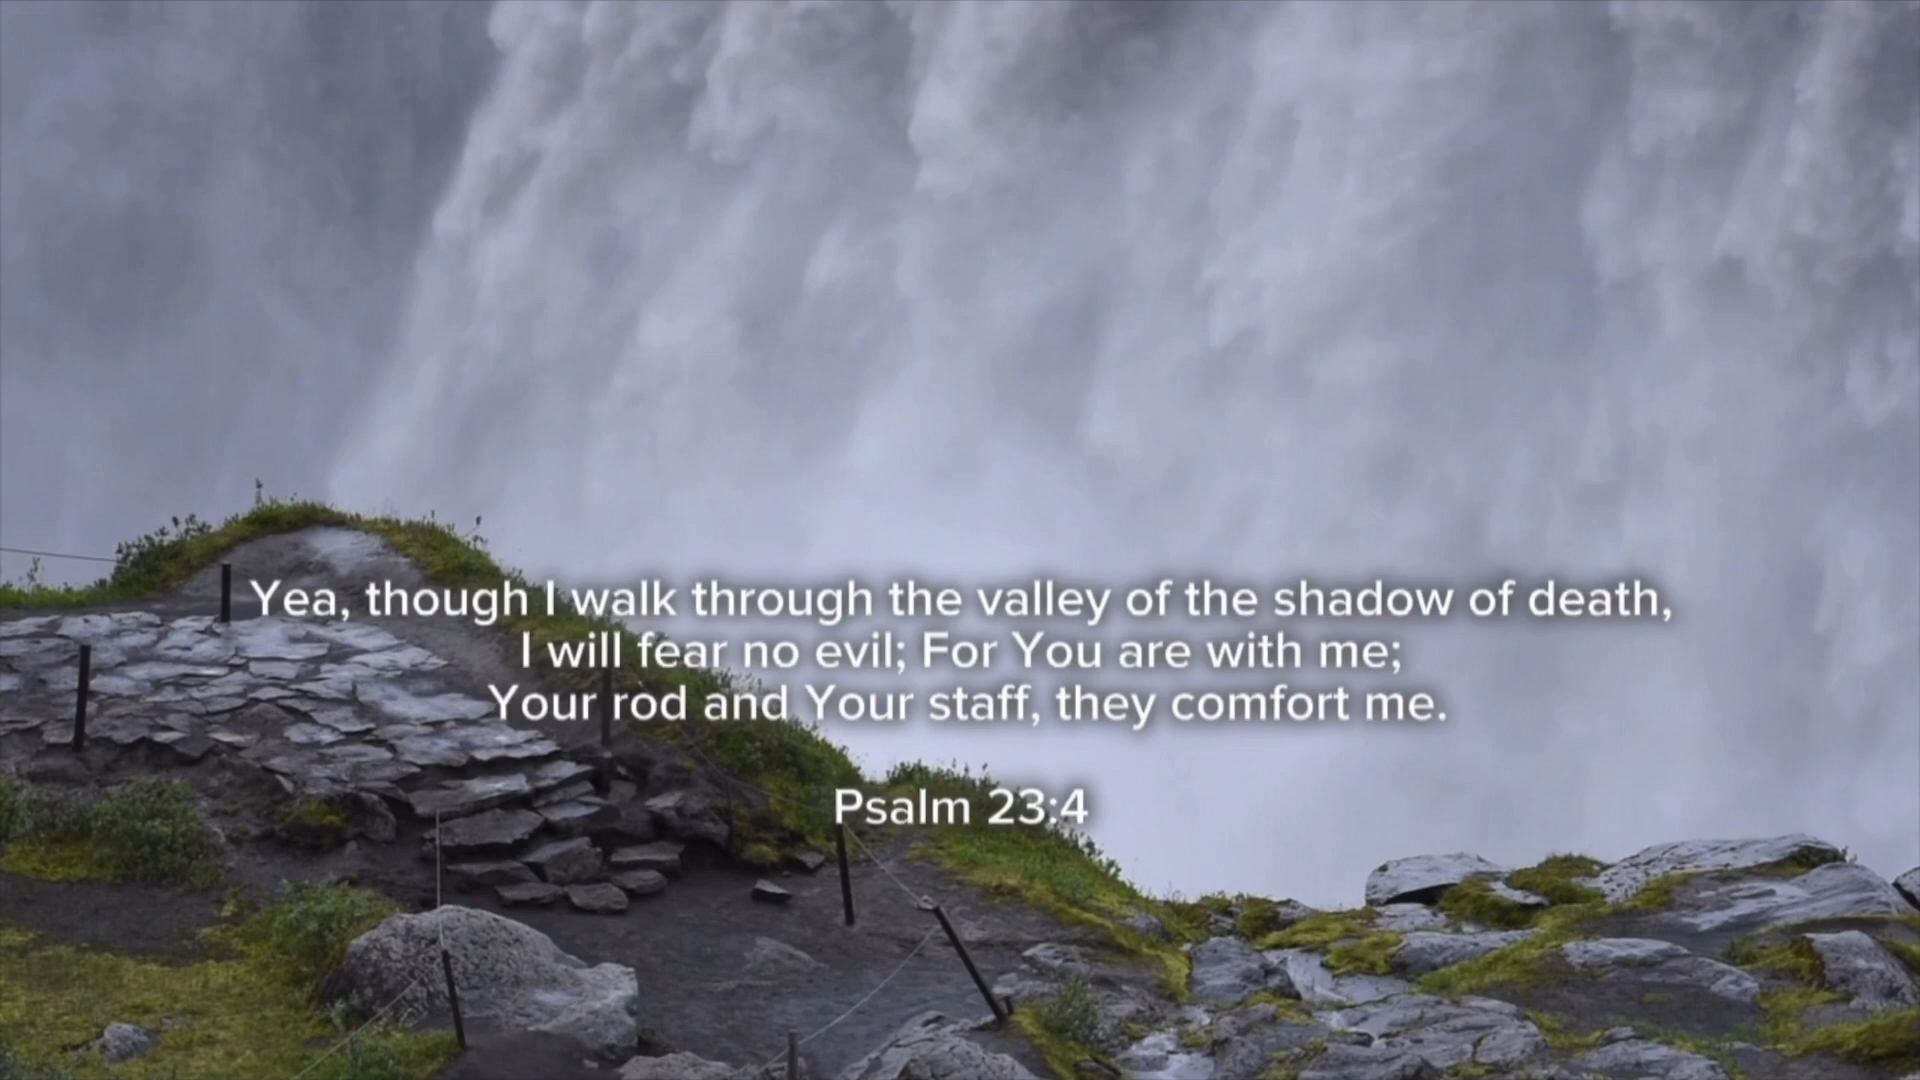 Yea, though I walk through the valley of the shadow of death,
I will fear no evil; For You are with me;
Your rod and Your staff, they comfort me.
Psalm 23:4